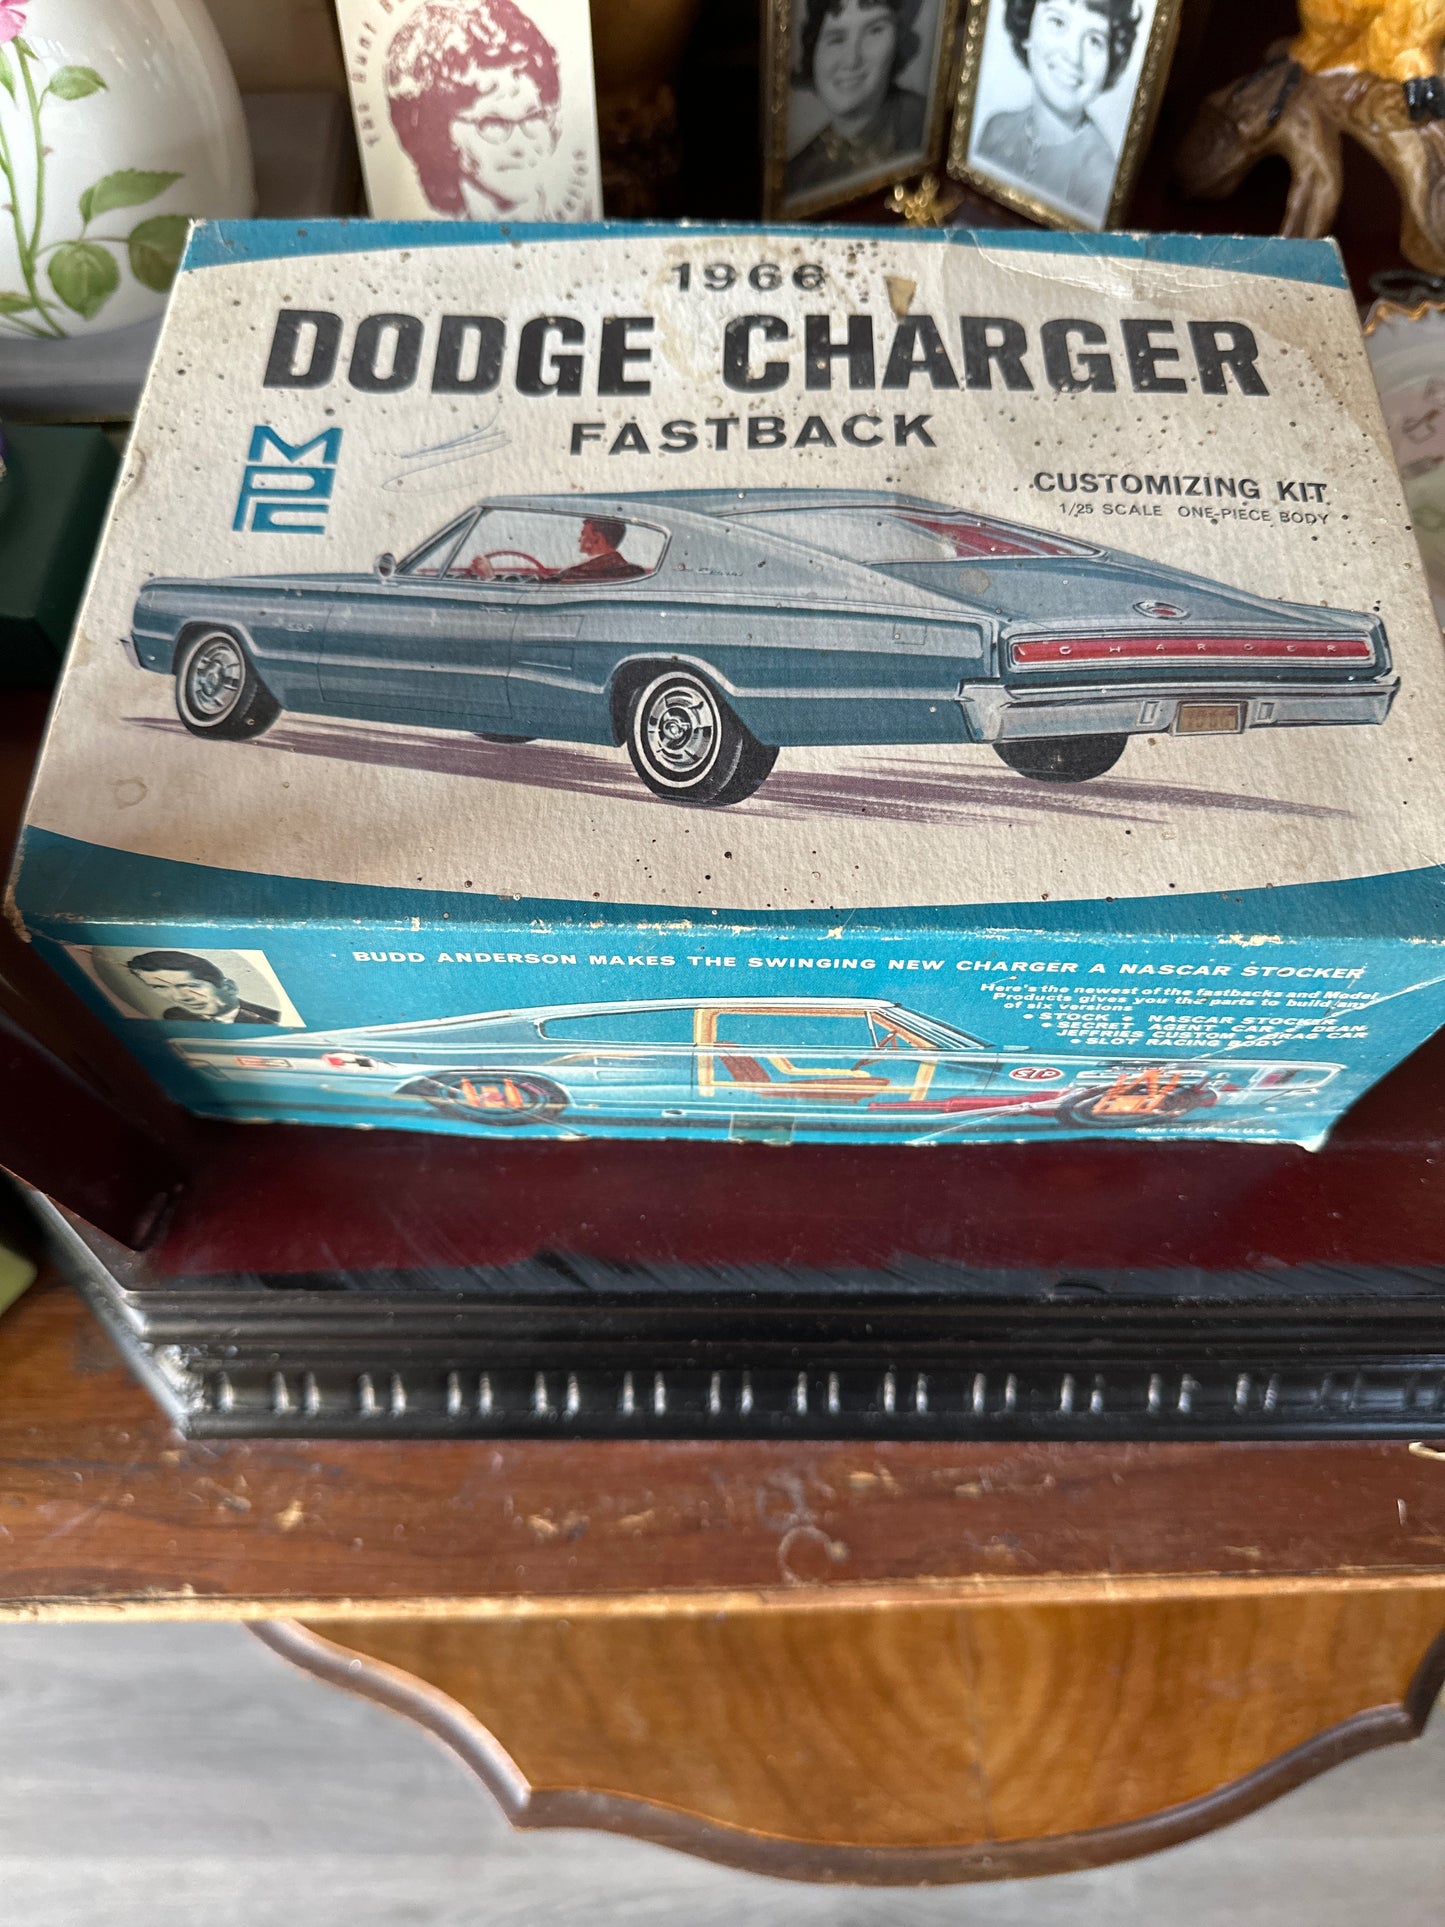 1966
DODGE CHARGER
FASTBACK
MPC
CUSTOMIZING KIT
1/25 SCALE ONE-PIECE BODY
CHARGER
BUDD ANDERSON MAKES THE SWINGING NEW CHARGER A NASCAR STOCKER
Here's the newest of the fastbacks and Model
Products gives you the parts to build any
of six versions
• STOCK • NASCAR STOCKER
• SECRET AGENT CAR • DEAN
JEFFRIES CUSTOM • DRAG CAR
• SLOT RACING BODY
STP